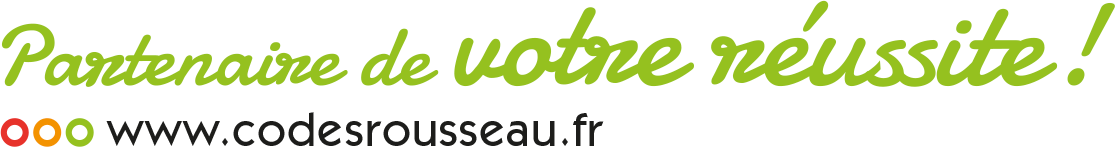 Partenaire de votre réussite !
www.codesrousseau.fr